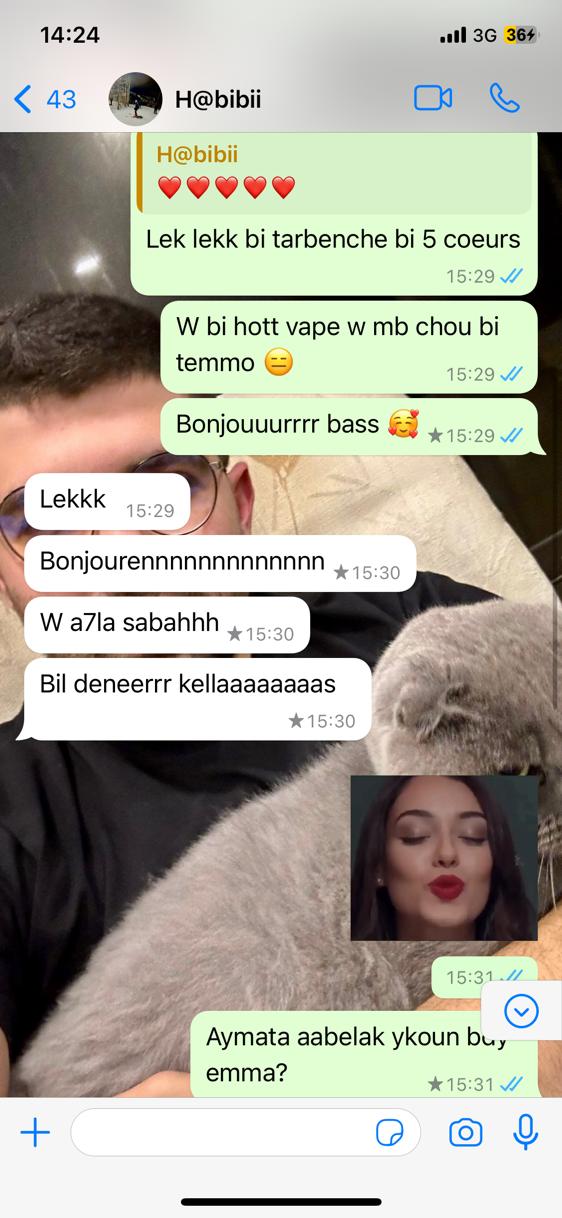 14:24
3G 36
43 H@bibii
H@bibii
❤️❤️❤️❤️❤️
Lek lekk bi tarbenche bi 5 coeurs
15:29
W bi hott vape w mb chou bi
temmo 😑
15:29
Bonjouuurrrr bass 🥰 ★15:29
Lekkk 15:29
Bonjourennnnnnnnnnnnn ★15:30
W a7la sabahhh ★15:30
Bil deneerrr kellaaaaaaaas
★15:30
15:31
Aymata aabelak ykoun
emma?
★15:31